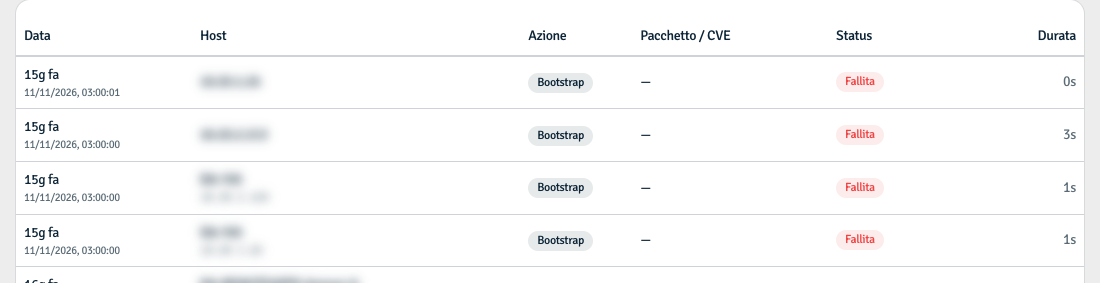 Data Host Azione Pacchetto / CVE Status Durata
15g fa
11/11/2026, 03:00:01
Bootstrap — Fallita 0s
15g fa
11/11/2026, 03:00:00
Bootstrap — Fallita 3s
15g fa
11/11/2026, 03:00:00
Bootstrap — Fallita 1s
15g fa
11/11/2026, 03:00:00
Bootstrap — Fallita 1s